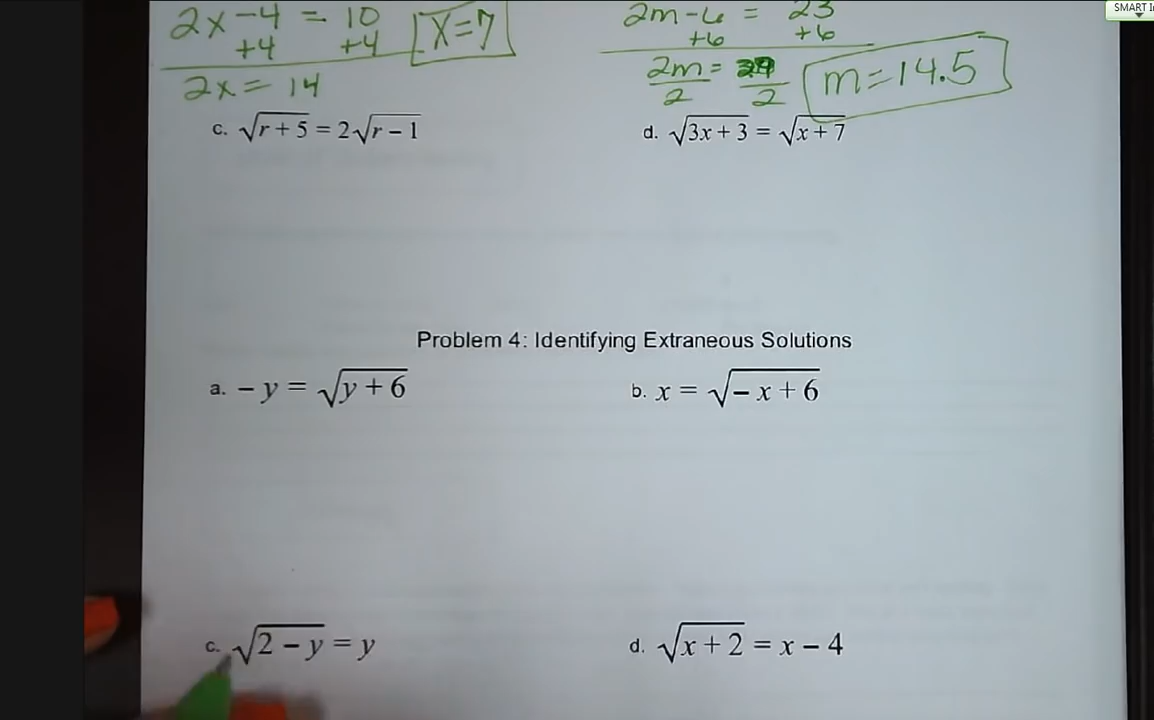 SMART
2x - 4 = 10
+4 +4
x = 7
2x = 14
2m - 6 = 23
+6 +6
2m = 29
2 2
m = 14.5
c. √r + 5 = 2√r − 1
d. √3x + 3 = √x + 7
Problem 4: Identifying Extraneous Solutions
a. − y = √y + 6
b. x = √− x + 6
c. √2 − y = y
d. √x + 2 = x − 4